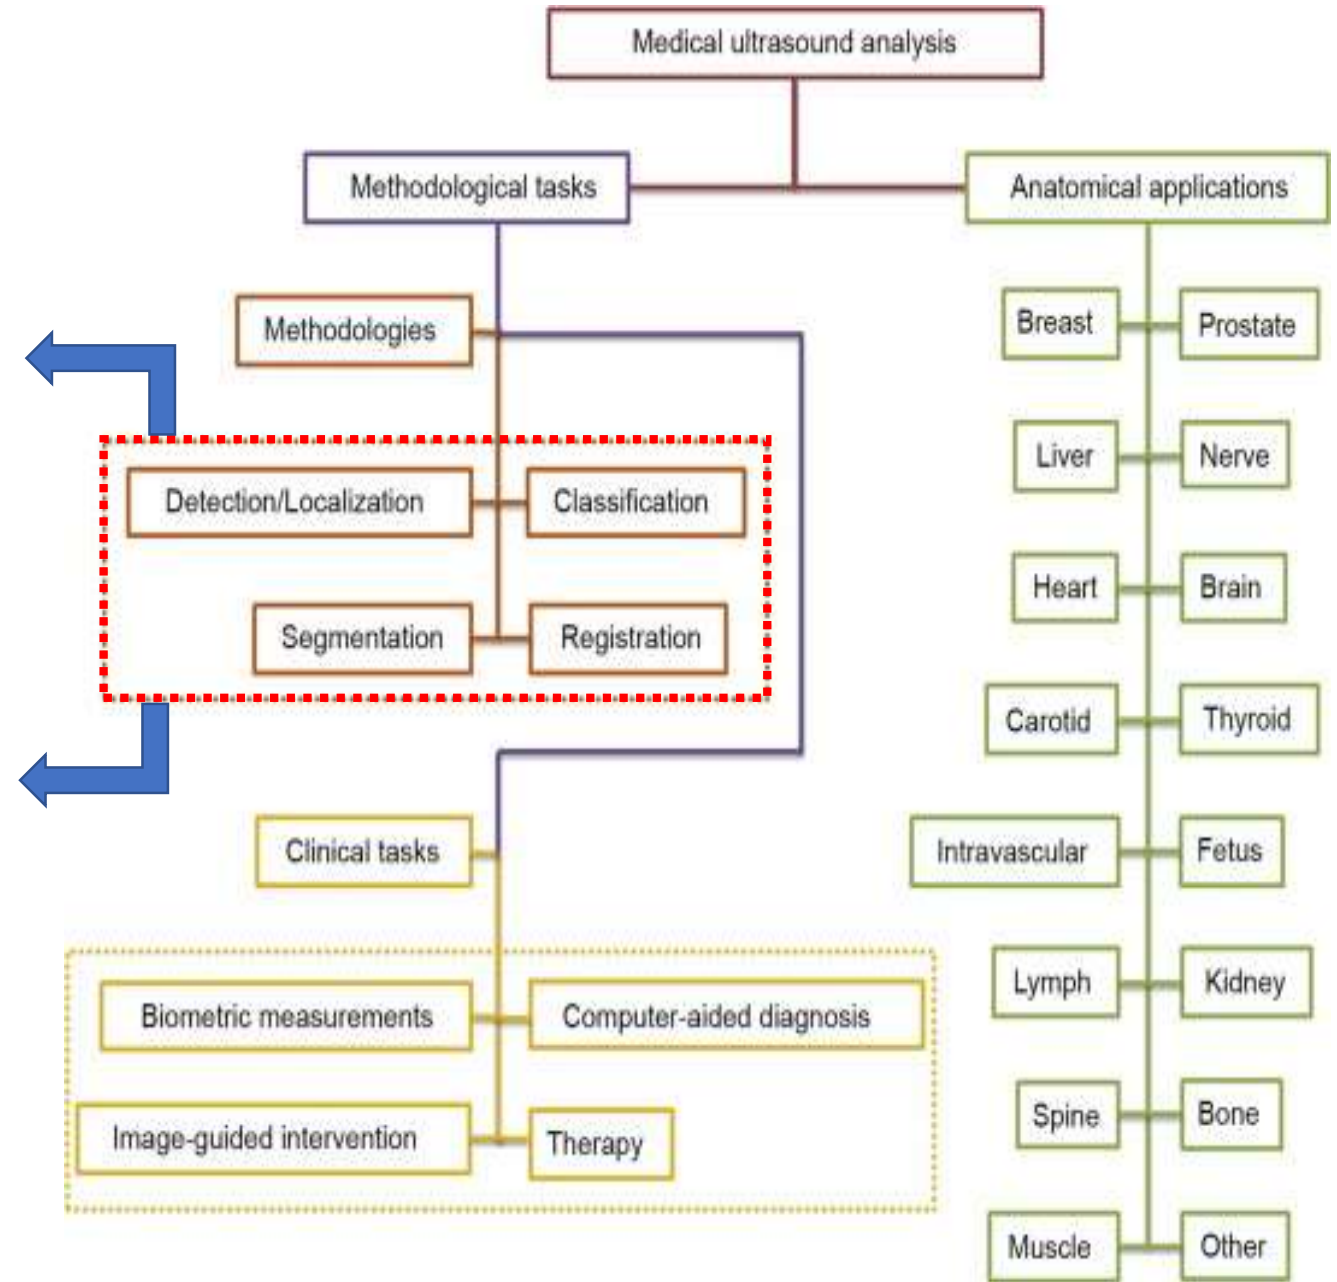 Medical ultrasound analysis
Methodological tasks
Anatomical applications
Methodologies
Detection/Localization
Classification
Segmentation
Registration
Clinical tasks
Biometric measurements
Computer-aided diagnosis
Image-guided intervention
Therapy
Breast
Prostate
Liver
Nerve
Heart
Brain
Carotid
Thyroid
Intravascular
Fetus
Lymph
Kidney
Spine
Bone
Muscle
Other